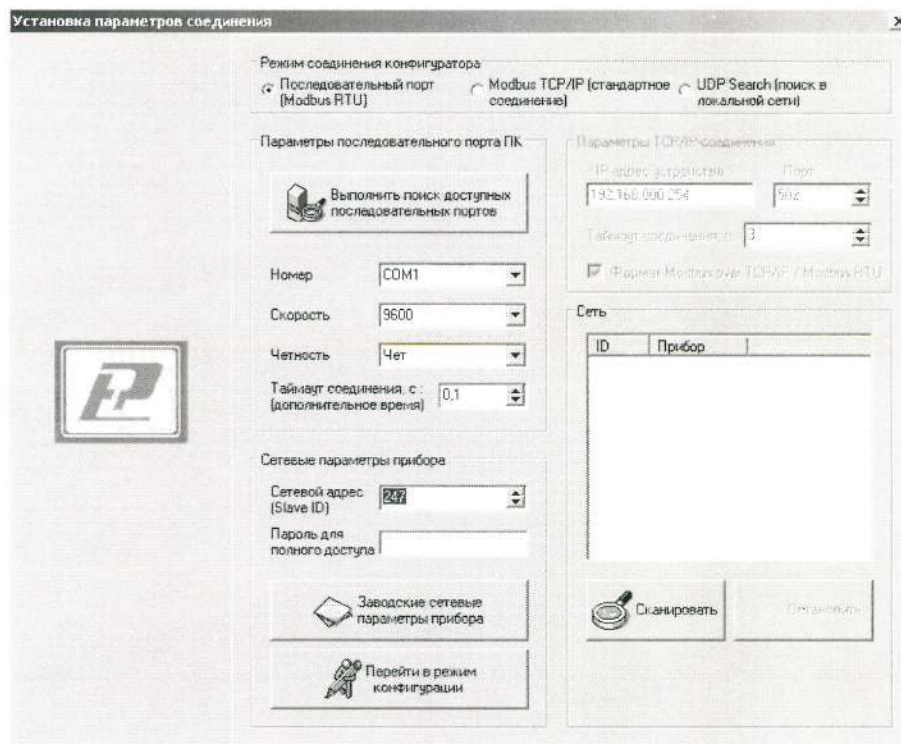 Установка параметров соединения
Режим соединения конфигуратора
Последовательный порт
(Modbus RTU)
Modbus TCP/IP (стандартное
соединение)
UDP Search (поиск в
локальной сети)
Параметры последовательного порта ПК
Выполнить поиск доступных
последовательных портов
Номер
COM1
Скорость
9600
Четность
Чет
Таймаут соединения, с :
(дополнительное время)
0,1
Сетевые параметры прибора
Сетевой адрес
(Slave ID)
247
Пароль для
полного доступа
Заводские сетевые
параметры прибора
Перейти в режим
конфигурации
Параметры TCP/IP-соединения
IP-адрес устройства
Порт
192.168.000.254
502
Таймаут соединения, с:
3
Формат Modbus over TCP/IP / Modbus RTU
Сеть
ID
Прибор
Сканировать
Остановить